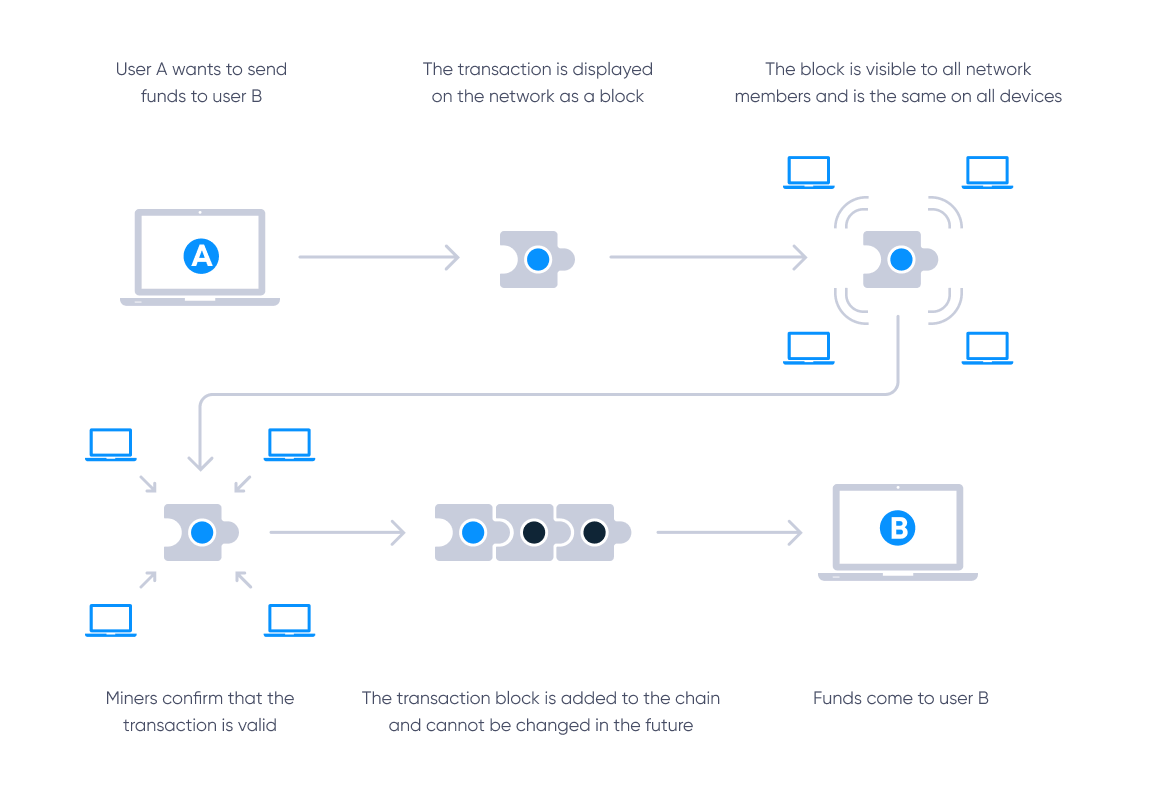 User A wants to send
funds to user B
The transaction is displayed
on the network as a block
The block is visible to all network
members and is the same on all devices
A
B
Miners confirm that the
transaction is valid
The transaction block is added to the chain
and cannot be changed in the future
Funds come to user B